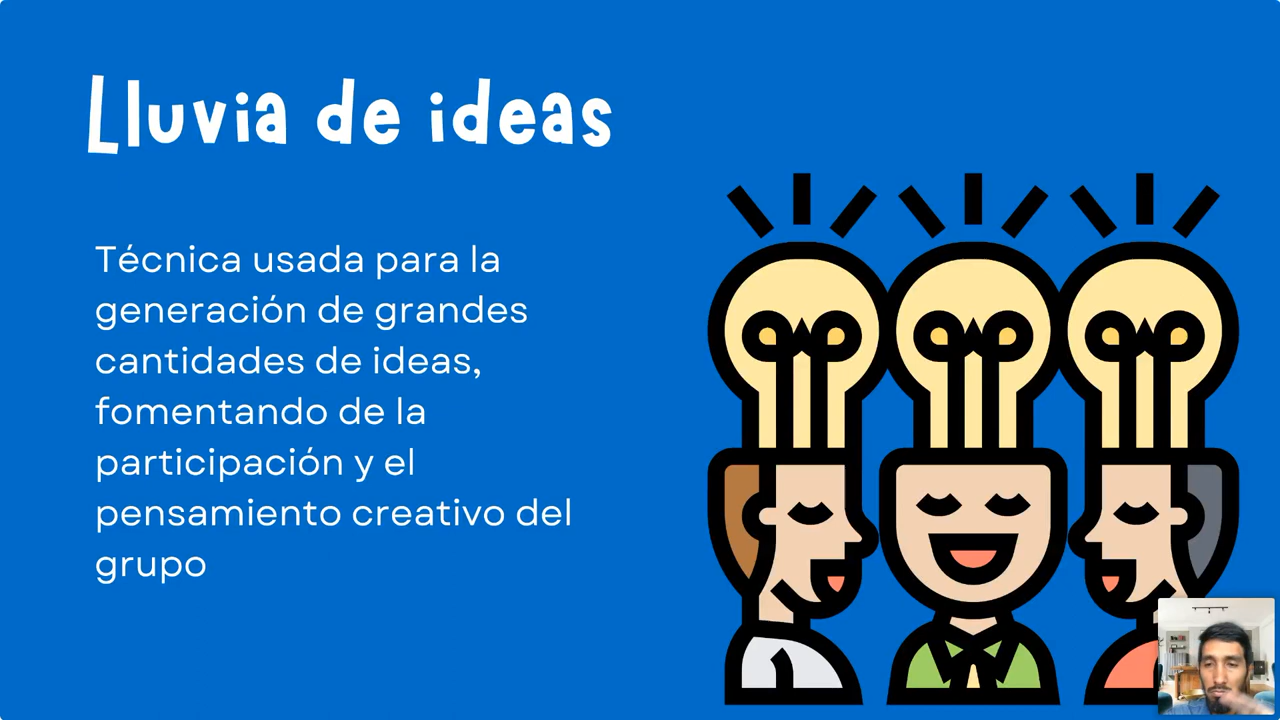 Lluvia de ideas
Técnica usada para la
generación de grandes
cantidades de ideas,
fomentando de la
participación y el
pensamiento creativo del
grupo